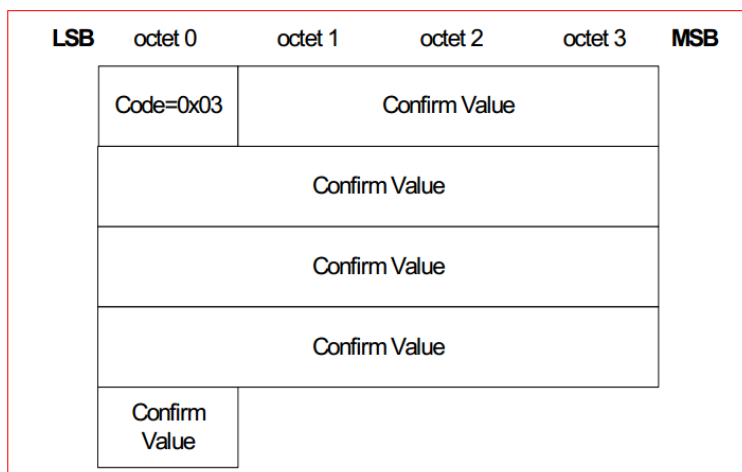 LSB octet 0 octet 1 octet 2 octet 3 MSB
Code=0x03 Confirm Value
Confirm Value
Confirm Value
Confirm Value
Confirm
Value